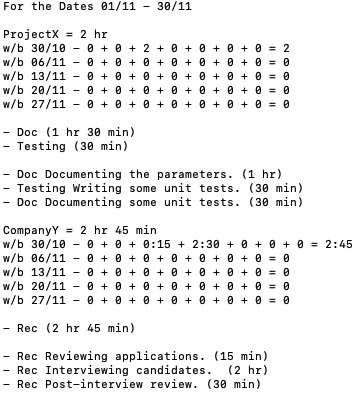 For the Dates 01/11 - 30/11
ProjectX = 2 hr
w/b 30/10 - 0 + 0 + 2 + 0 + 0 + 0 + 0 = 2
w/b 06/11 - 0 + 0 + 0 + 0 + 0 + 0 + 0 = 0
w/b 13/11 - 0 + 0 + 0 + 0 + 0 + 0 + 0 = 0
w/b 20/11 - 0 + 0 + 0 + 0 + 0 + 0 + 0 = 0
w/b 27/11 - 0 + 0 + 0 + 0 + 0 + 0 + 0 = 0
- Doc (1 hr 30 min)
- Testing (30 min)
- Doc Documenting the parameters. (1 hr)
- Testing Writing some unit tests. (30 min)
- Doc Documenting some unit tests. (30 min)
CompanyY = 2 hr 45 min
w/b 30/10 - 0 + 0 + 0:15 + 2:30 + 0 + 0 + 0 = 2:45
w/b 06/11 - 0 + 0 + 0 + 0 + 0 + 0 + 0 = 0
w/b 13/11 - 0 + 0 + 0 + 0 + 0 + 0 + 0 = 0
w/b 20/11 - 0 + 0 + 0 + 0 + 0 + 0 + 0 = 0
w/b 27/11 - 0 + 0 + 0 + 0 + 0 + 0 + 0 = 0
- Rec (2 hr 45 min)
- Rec Reviewing applications. (15 min)
- Rec Interviewing candidates.  (2 hr)
- Rec Post-interview review. (30 min)